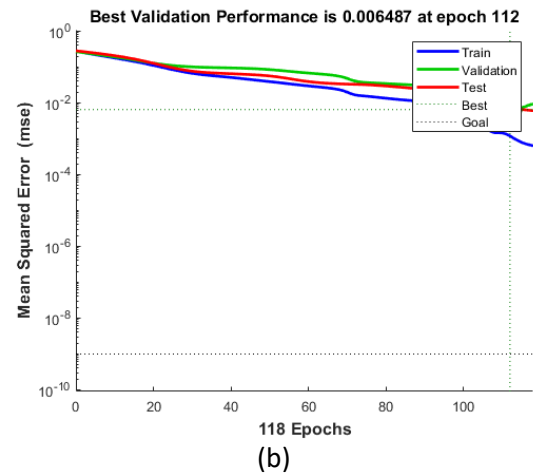 Best Validation Performance is 0.006487 at epoch 112
Mean Squared Error (mse)
10^0
10^-2
10^-4
10^-6
10^-8
10^-10
Train
Validation
Test
Best
Goal
0 20 40 60 80 100
118 Epochs
(b)